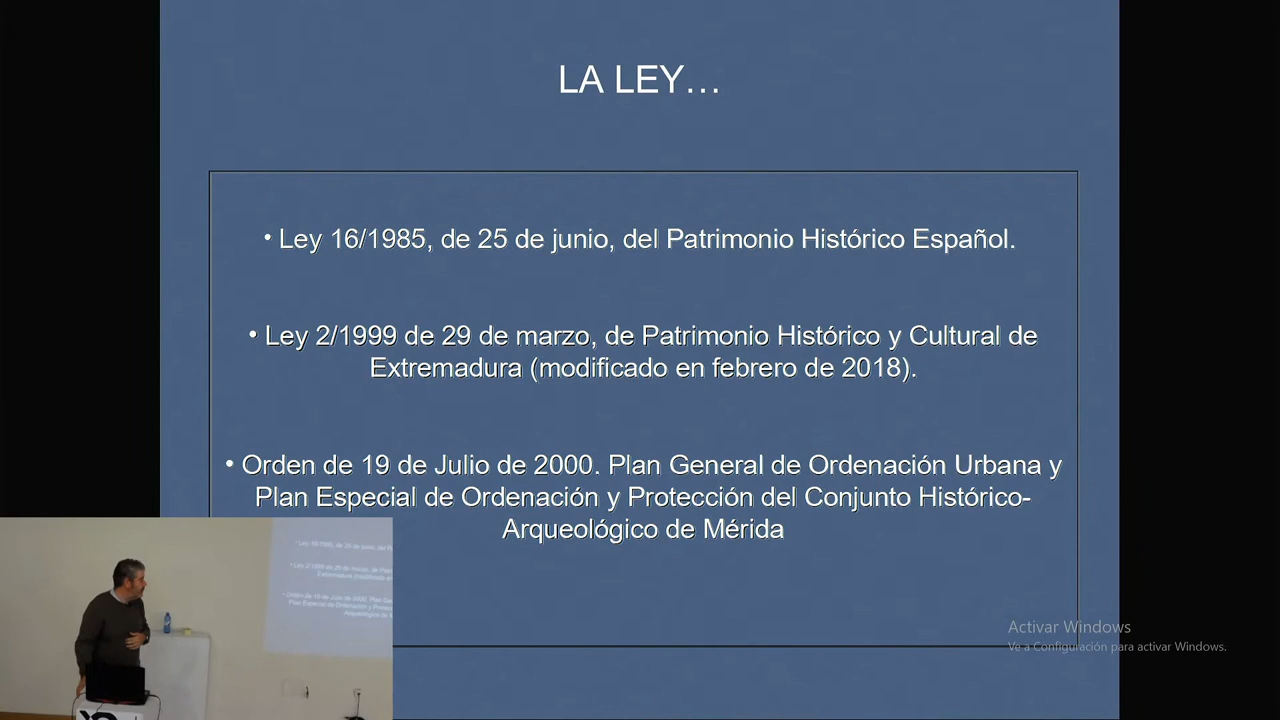 LA LEY…
• Ley 16/1985, de 25 de junio, del Patrimonio Histórico Español.
• Ley 2/1999 de 29 de marzo, de Patrimonio Histórico y Cultural de
Extremadura (modificado en febrero de 2018).
• Orden de 19 de Julio de 2000. Plan General de Ordenación Urbana y
Plan Especial de Ordenación y Protección del Conjunto Histórico-
Arqueológico de Mérida
Activar Windows
Ve a Configuración para activar Windows.